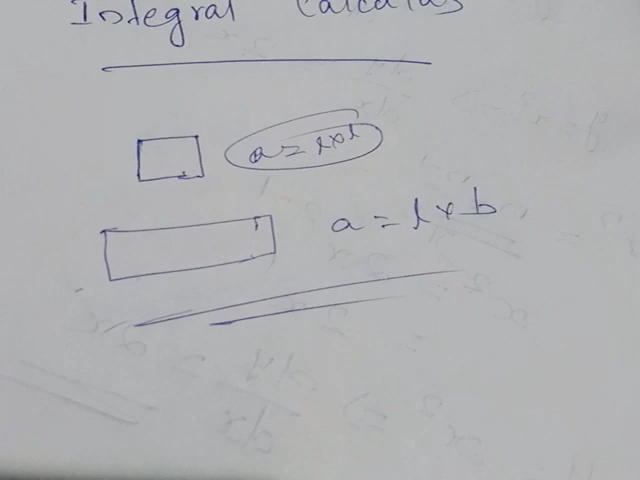 Integral Calculus
a = l×l
a = l×b